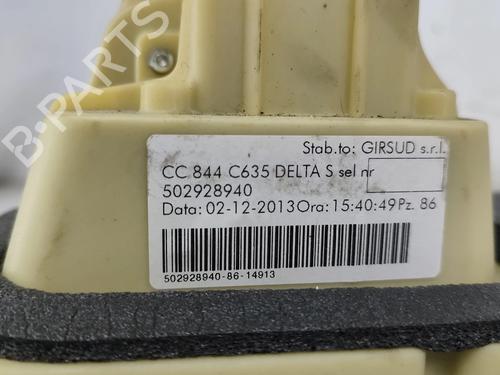 B-PARTS
Stab.to: GIRSUD s.r.l.
CC 844 C635 DELTA S sel nr
502928940
Data: 02-12-2013 Ora: 15:40:49 Pz. 86
502928940-86-14913